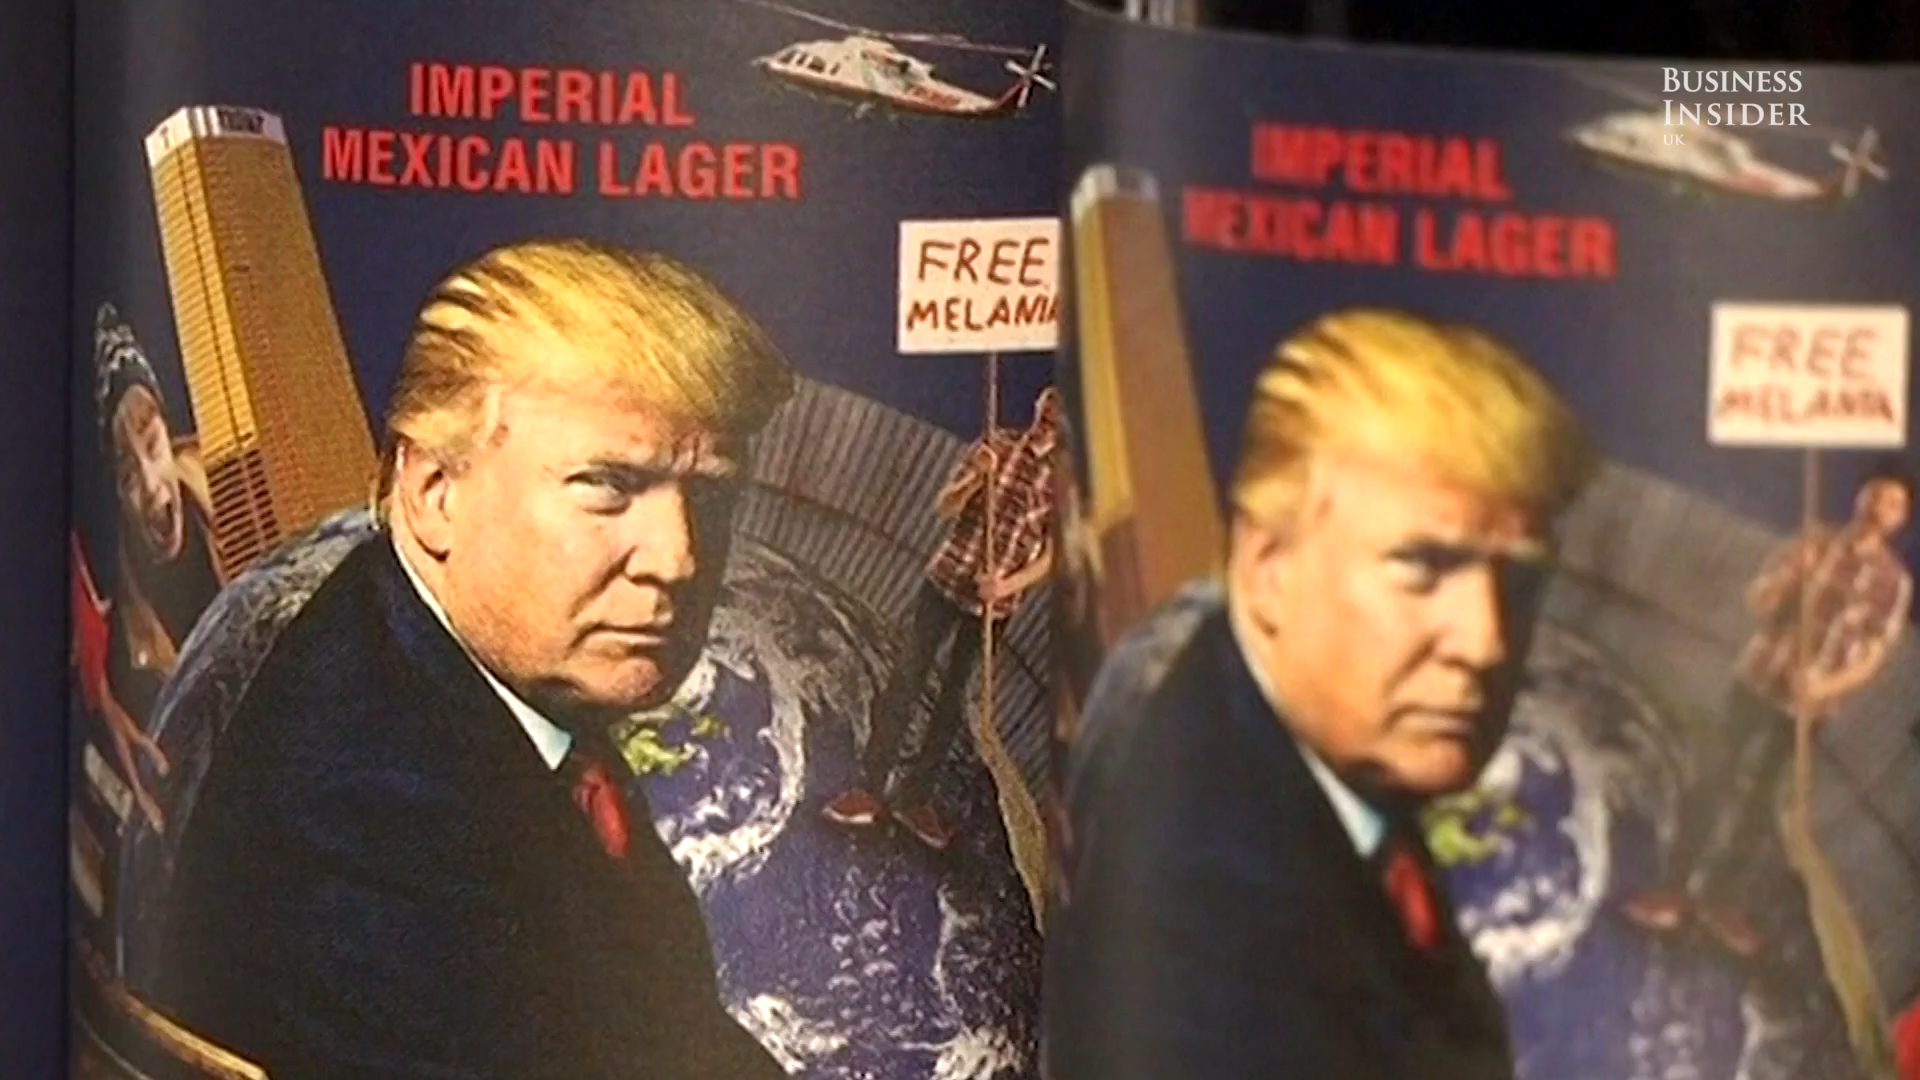 IMPERIAL
MEXICAN LAGER
FREE
MELANIA
IMPERIAL
MEXICAN LAGER
FREE
MELANIA
BUSINESS
INSIDER
UK